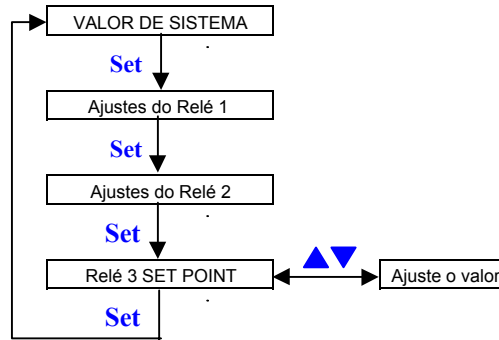 VALOR DE SISTEMA
Set
Ajustes do Relé 1
Set
Ajustes do Relé 2
Set
Relé 3 SET POINT
Ajuste o valor
Set